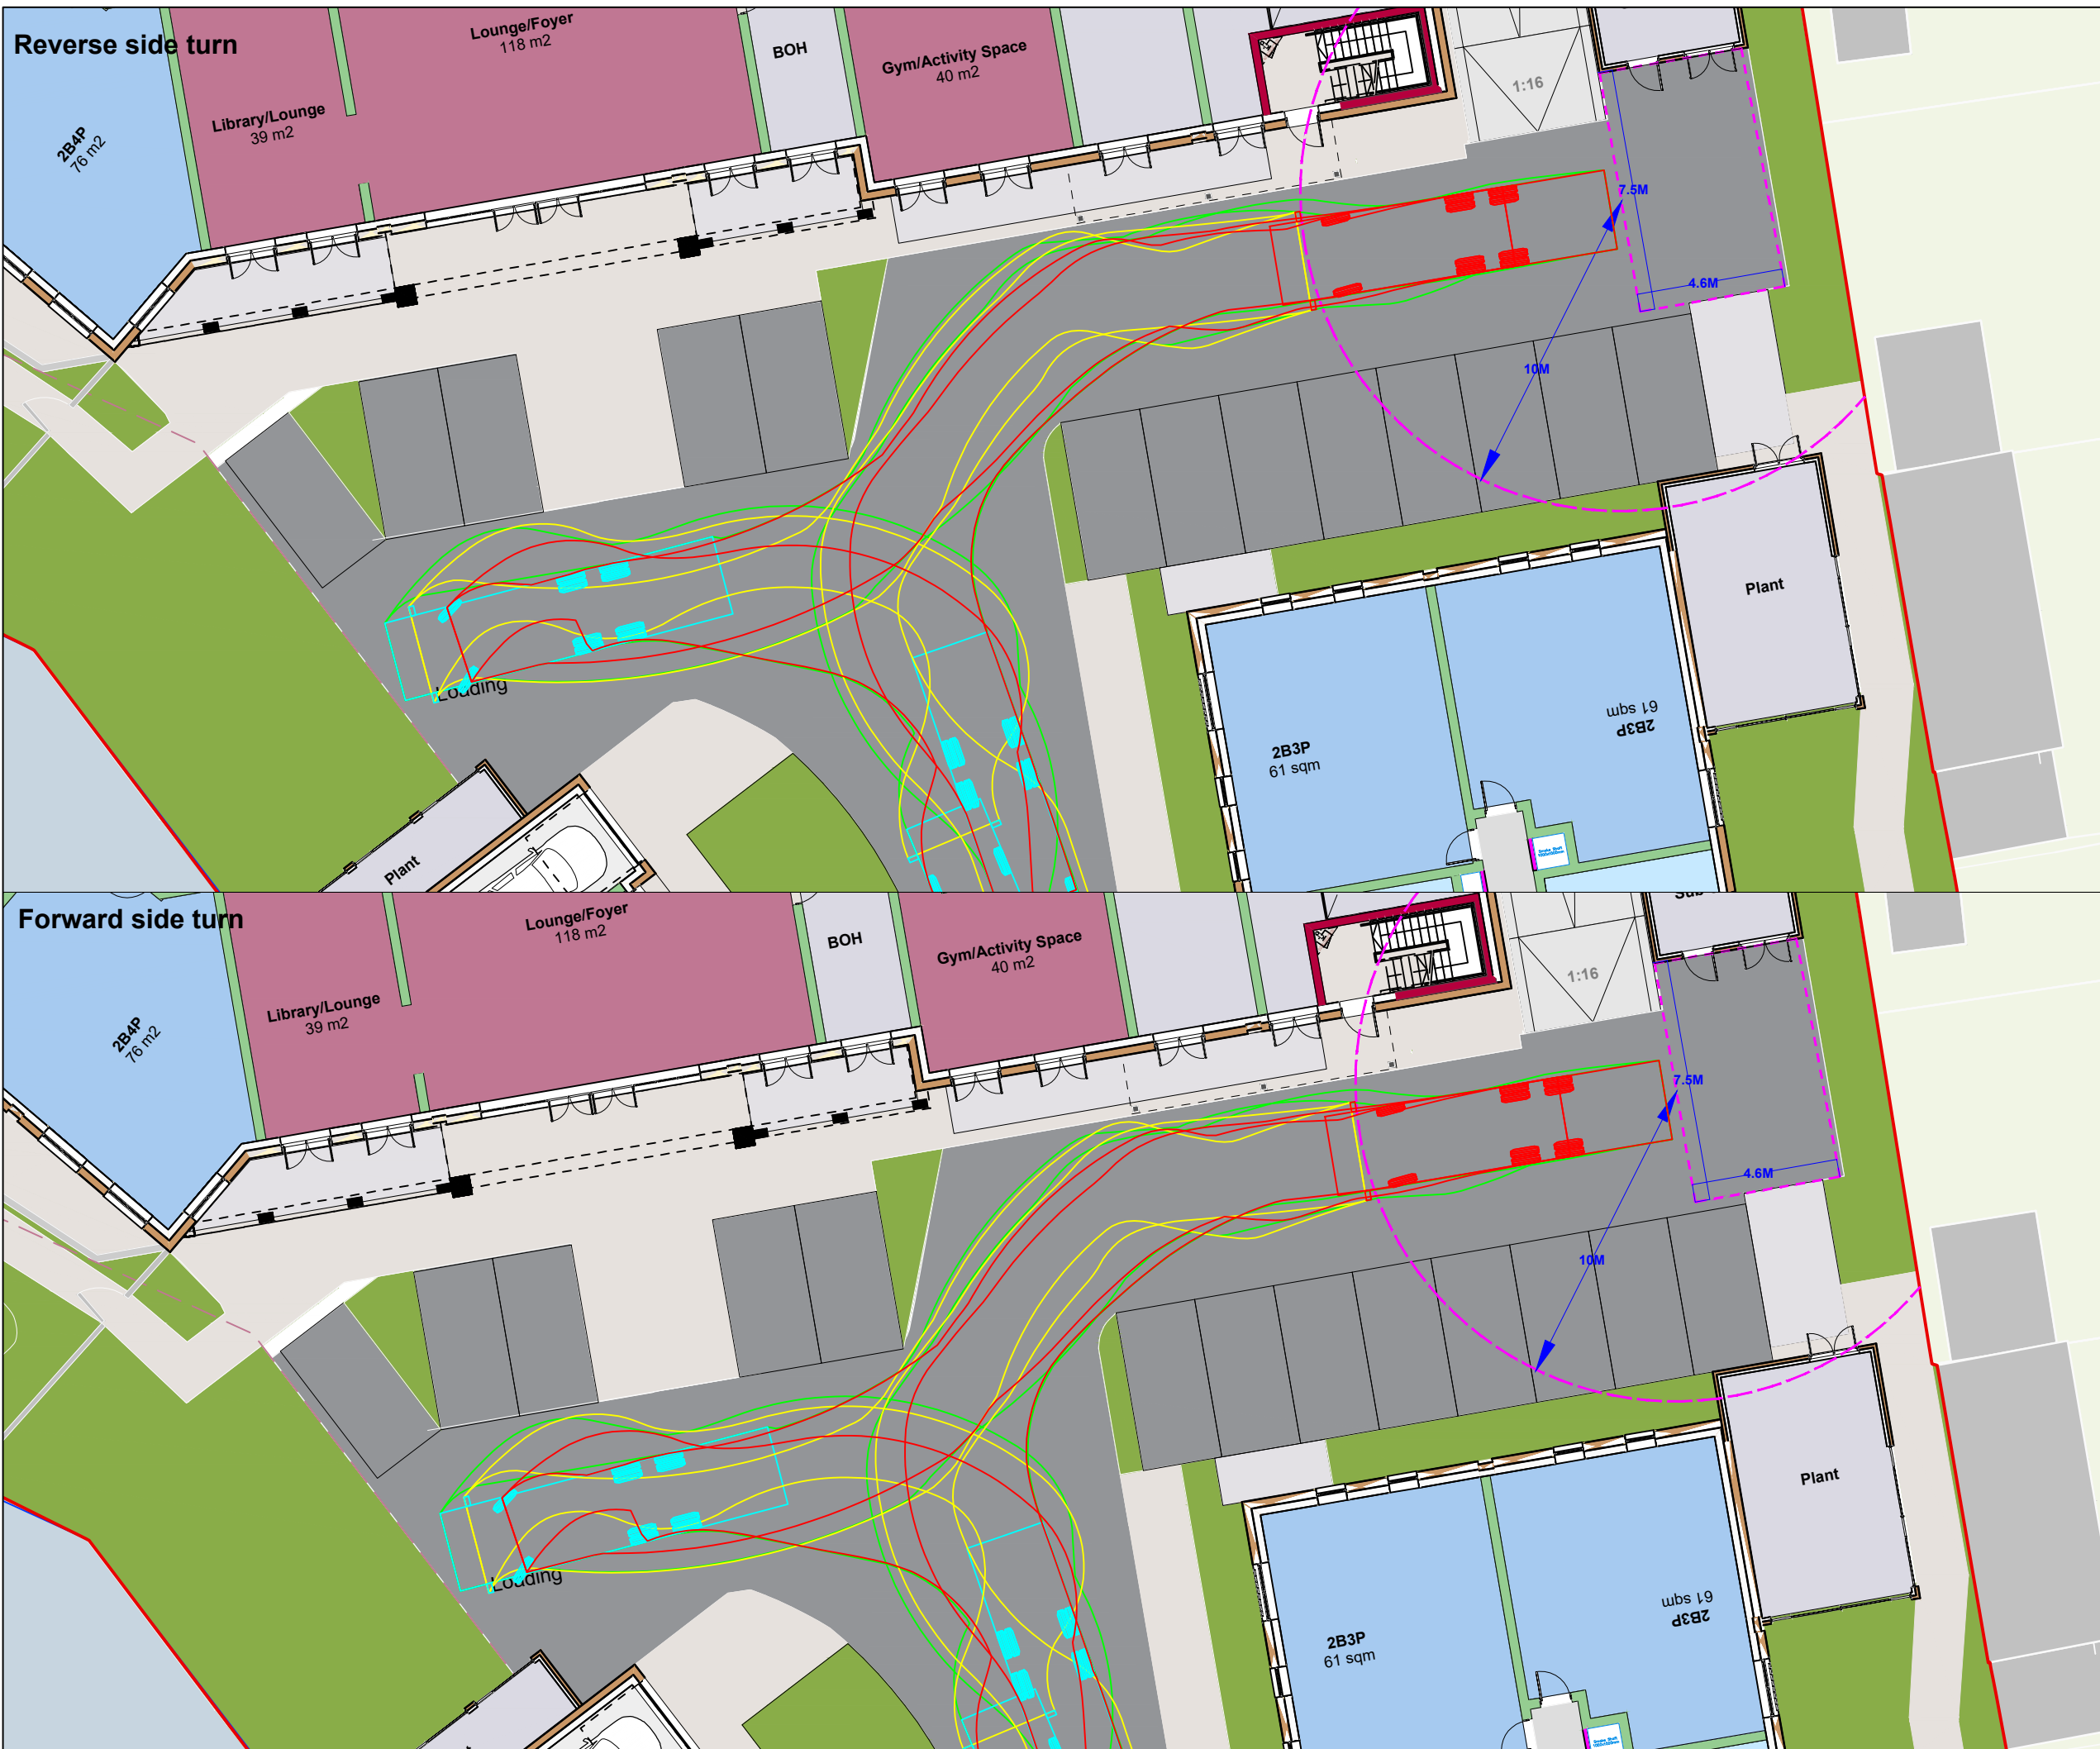 Reverse side turn
Lounge/Foyer
118 m2
BOH
Gym/Activity Space
40 m2
1:16
Library/Lounge
39 m2
2B4P
76 m2
7.5M
4.6M
10M
Loading
Plant
2B3P
61 sqm
2B3P
61 sqm
Plant
Forward side turn
Lounge/Foyer
118 m2
BOH
Gym/Activity Space
40 m2
1:16
Library/Lounge
39 m2
2B4P
76 m2
7.5M
4.6M
10M
Loading
Plant
2B3P
61 sqm
2B3P
61 sqm